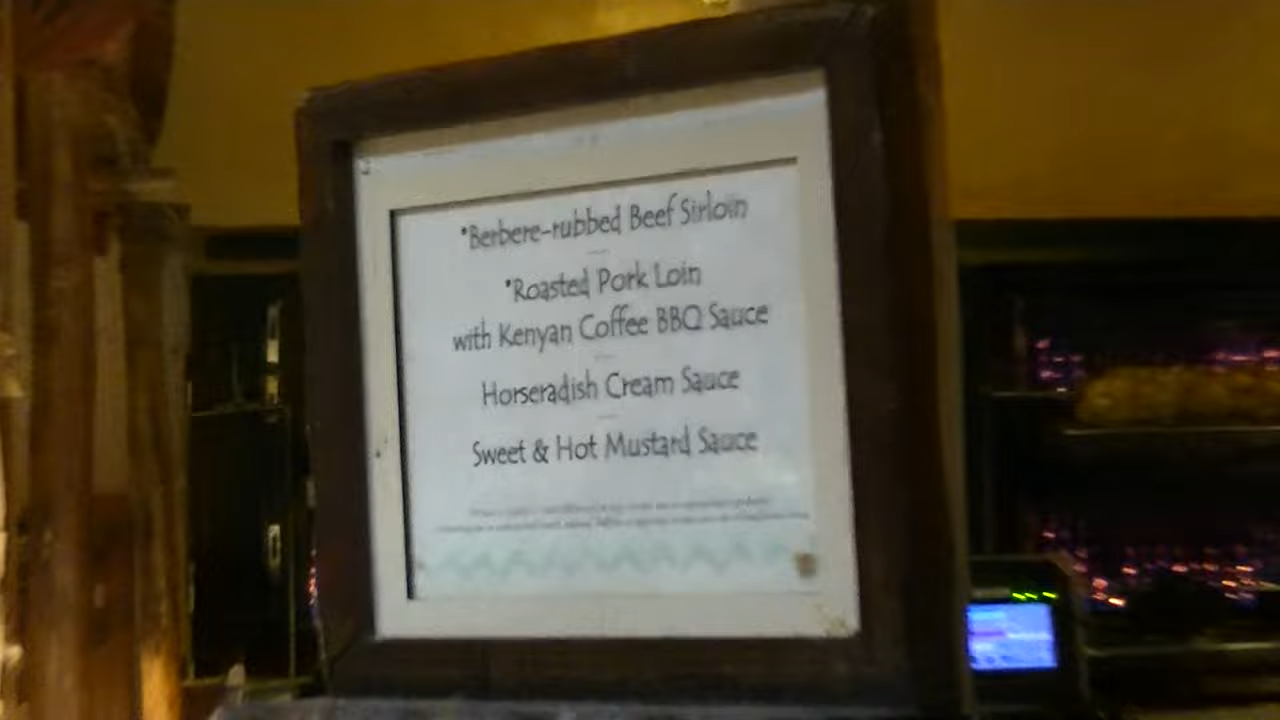 *Berbere-rubbed Beef Sirloin
*Roasted Pork Loin
with Kenyan Coffee BBQ Sauce
Horseradish Cream Sauce
Sweet & Hot Mustard Sauce